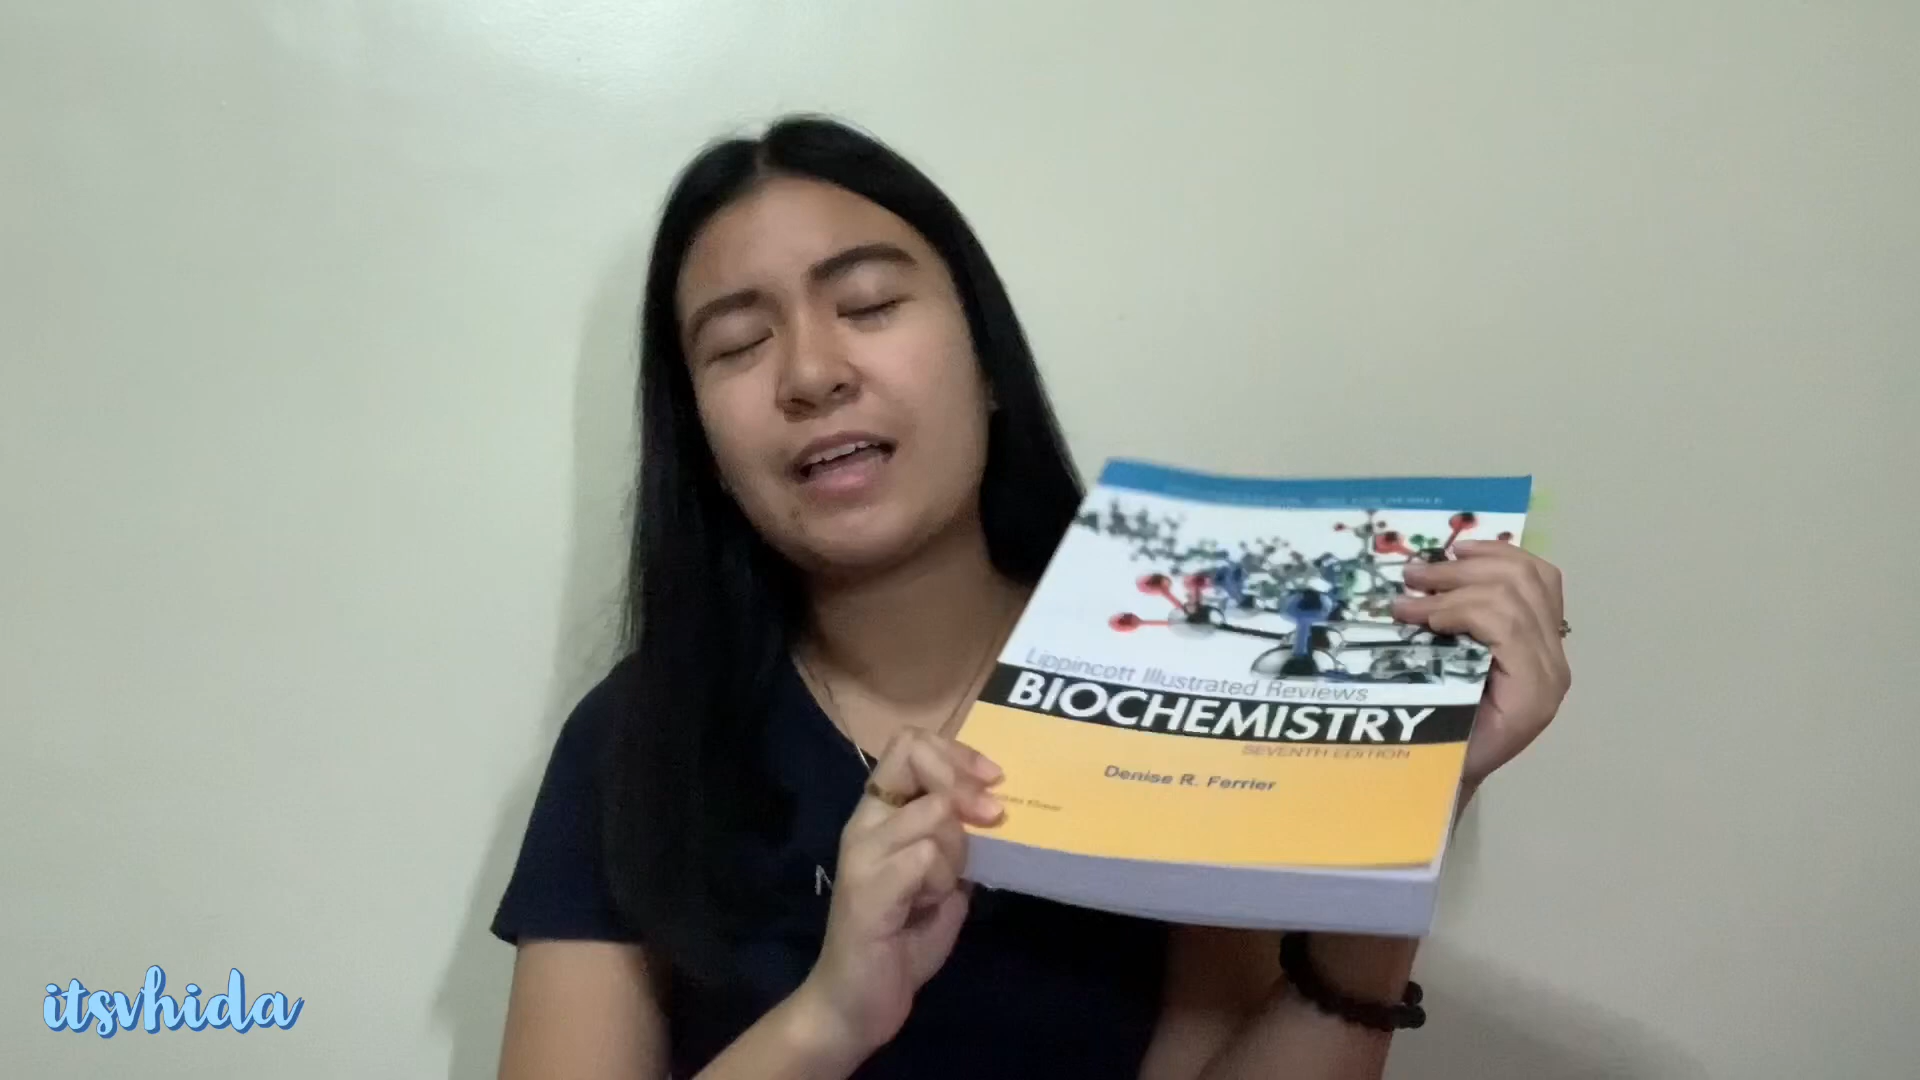 Lippincott Illustrated Reviews
BIOCHEMISTRY
SEVENTH EDITION
Denise R. Ferrier
itsvhida